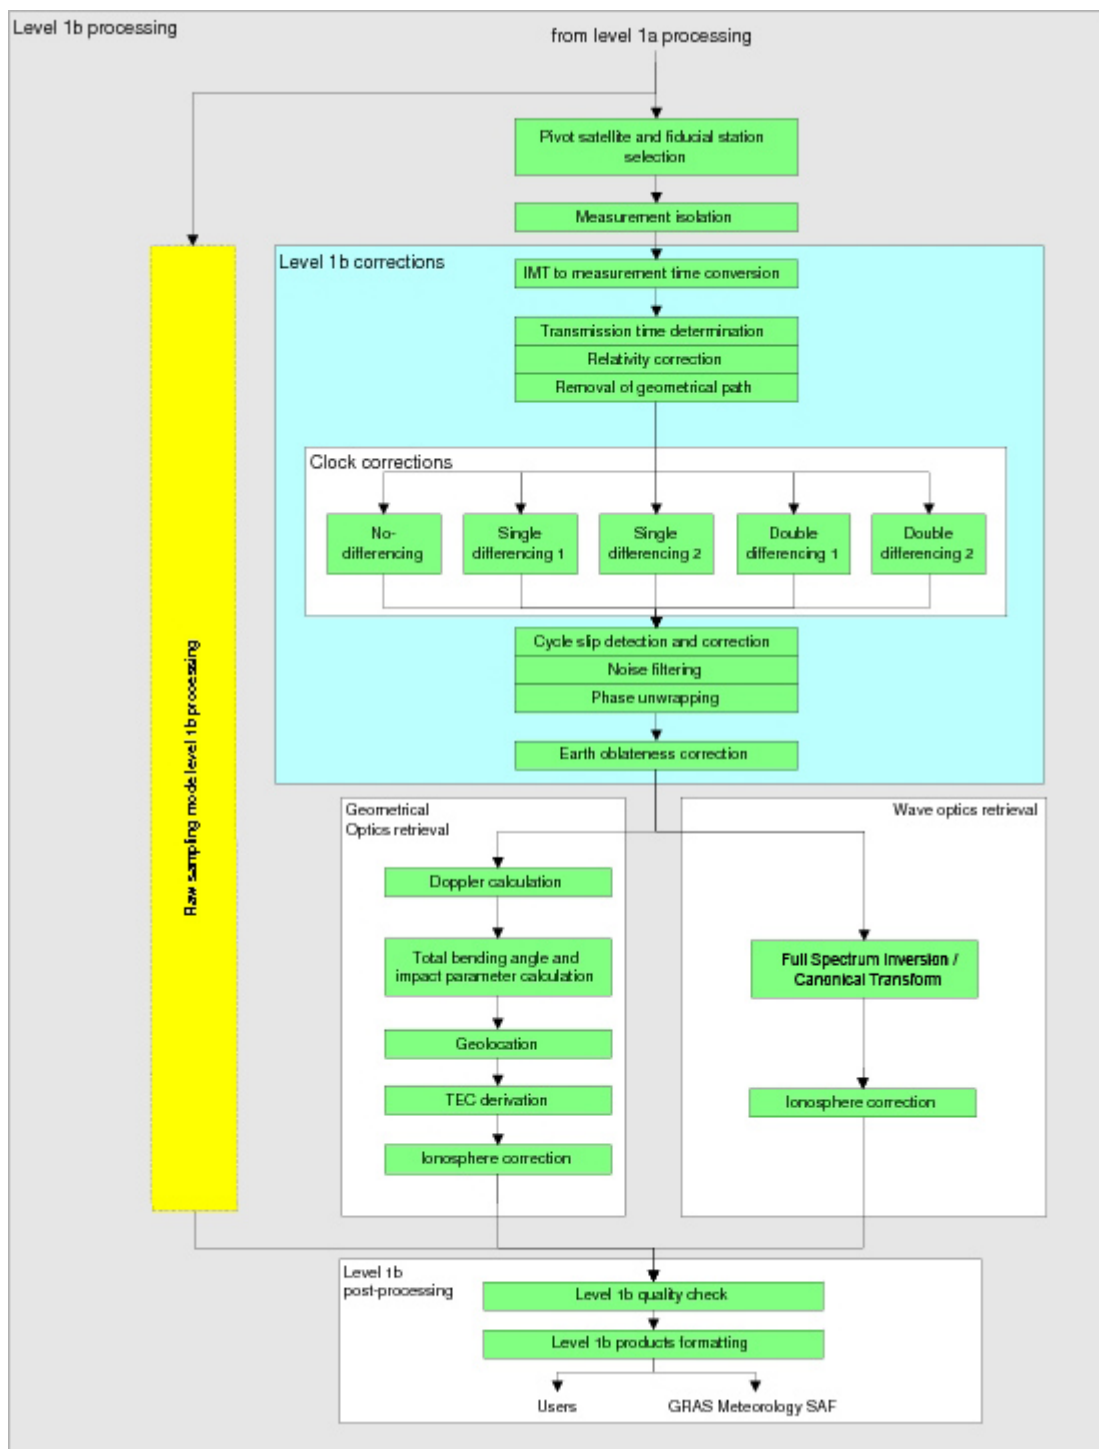 Level 1b processing
from level 1a processing
Pivot satellite and fiducial station
selection
Measurement isolation
Level 1b corrections
IMT to measurement time conversion
Transmission time determination
Relativity correction
Removal of geometrical path
Clock corrections
No-
differencing
Single
differencing 1
Single
differencing 2
Double
differencing 1
Double
differencing 2
Cycle slip detection and correction
Noise filtering
Phase unwrapping
Earth oblateness correction
Raw sampling mode level 1b processing
Geometrical
Optics retrieval
Doppler calculation
Total bending angle and
impact parameter calculation
Geolocation
TEC derivation
Ionosphere correction
Wave optics retrieval
Full Spectrum Inversion /
Canonical Transform
Ionosphere correction
Level 1b
post-processing
Level 1b quality check
Level 1b products formatting
Users
GRAS Meteorology SAF